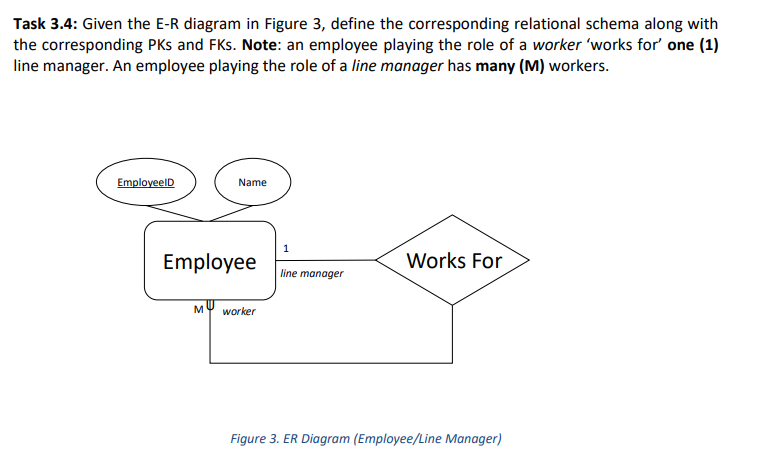 Task 3.4: Given the E-R diagram in Figure 3, define the corresponding relational schema along with
the corresponding PKs and FKs. Note: an employee playing the role of a worker ‘works for’ one (1)
line manager. An employee playing the role of a line manager has many (M) workers.
EmployeeID
Name
1
Employee
Works For
line manager
M
worker
Figure 3. ER Diagram (Employee/Line Manager)